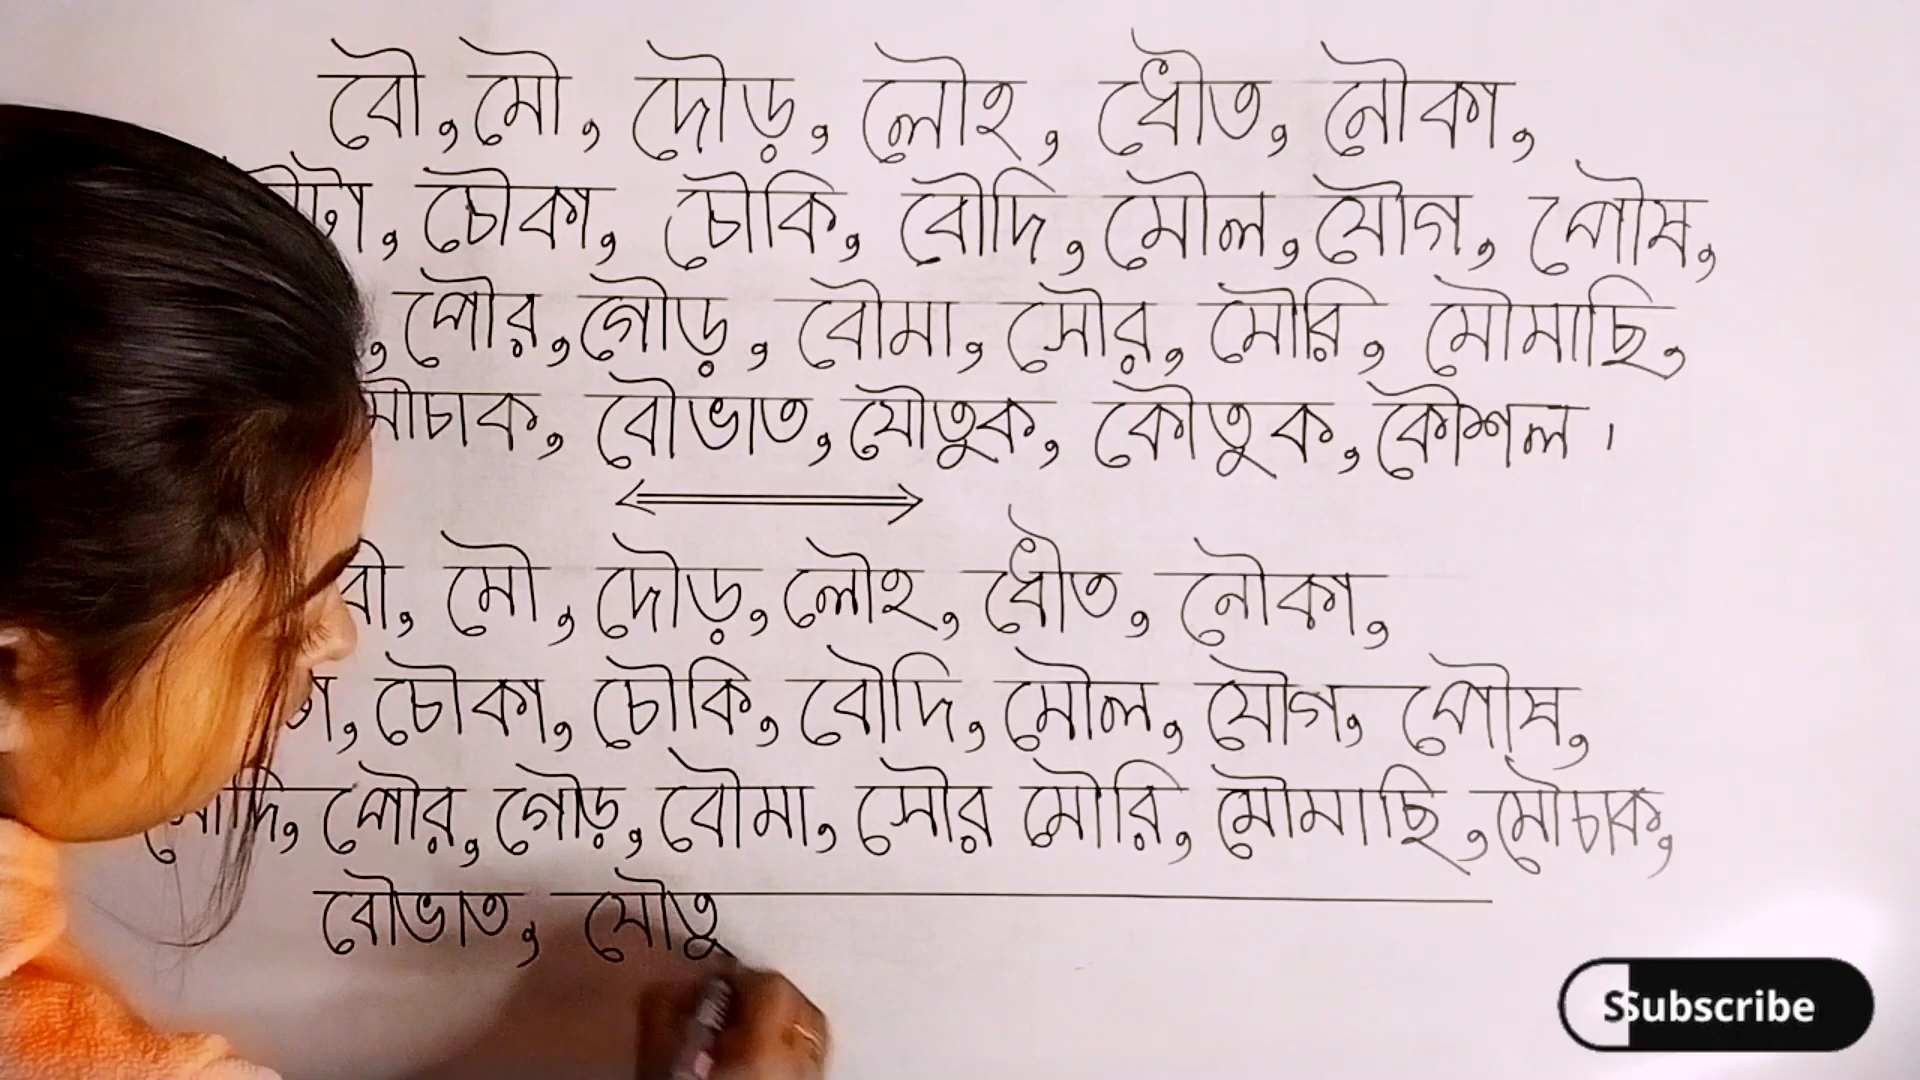 বৌ, মৌ, দৌড়, লৌহ, ধৌত, নৌকা,
চৌকা, চৌকি, বৌদি, মৌল, যৌগ, পৌষ,
পৌর, গৌড়, বৌমা, সৌর, মৌরি, মৌমাছি,
বৌভাত, যৌতুক, কৌতুক, কৌশল।
মৌ, দৌড়, লৌহ, ধৌত, নৌকা,
চৌকা, চৌকি, বৌদি, মৌল, যৌগ, পৌষ,
পৌর, গৌড়, বৌমা, সৌর মৌরি, মৌমাছি, মৌচাক,
বৌভাত, যৌতু
Subscribe